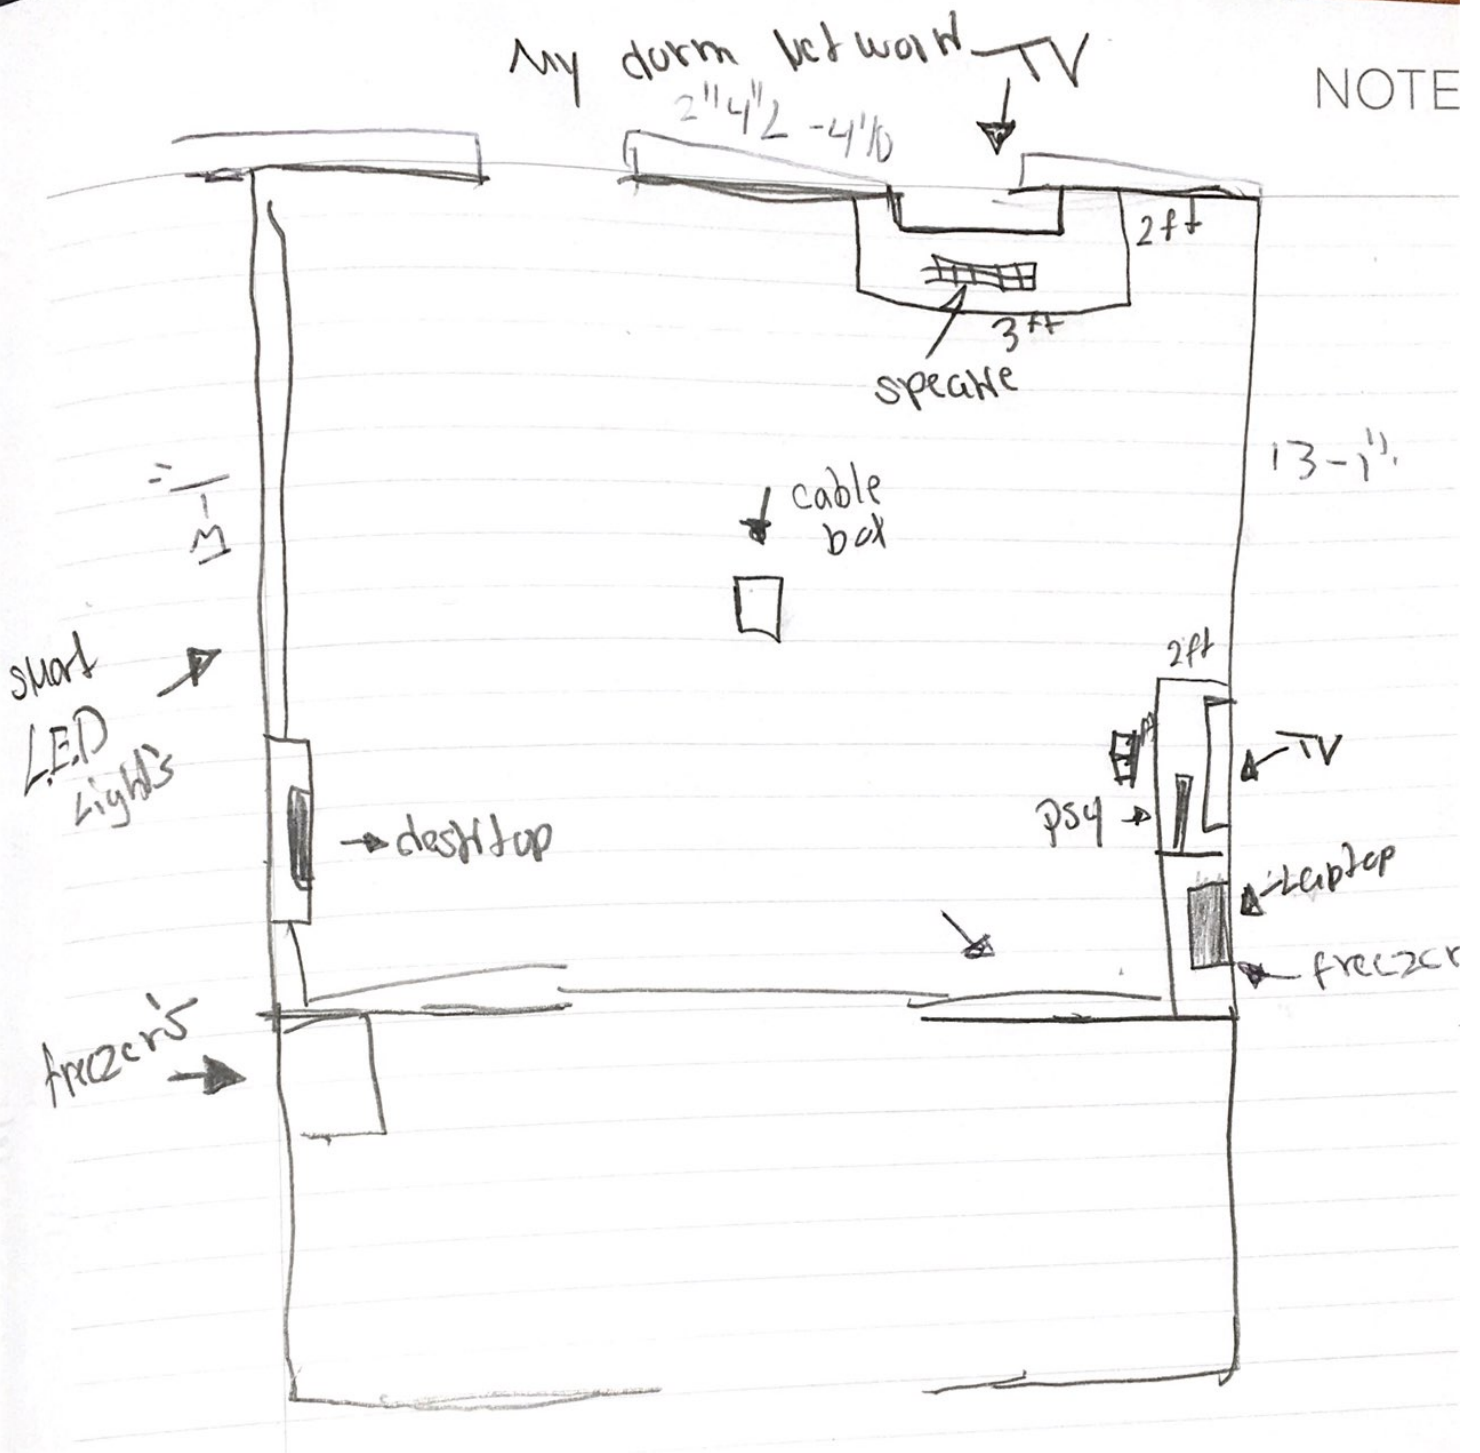 My dorm Network
TV
NOTE
2ft
3ft
speake
13-1"
cable
box
smart
LED
Lights
2ft
TV
ps4
desktop
Laptop
freezer
freezer's